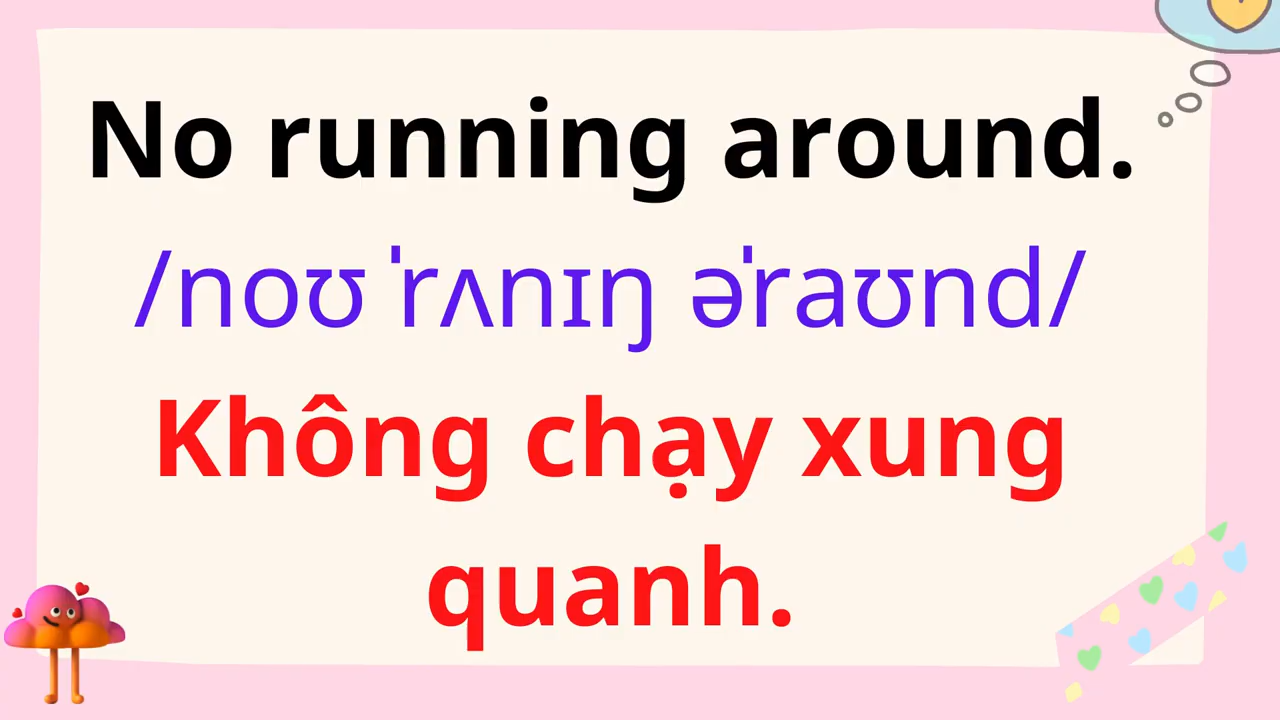 No running around.
/noʊ ˈrʌnɪŋ əˈraʊnd/
Không chạy xung
quanh.